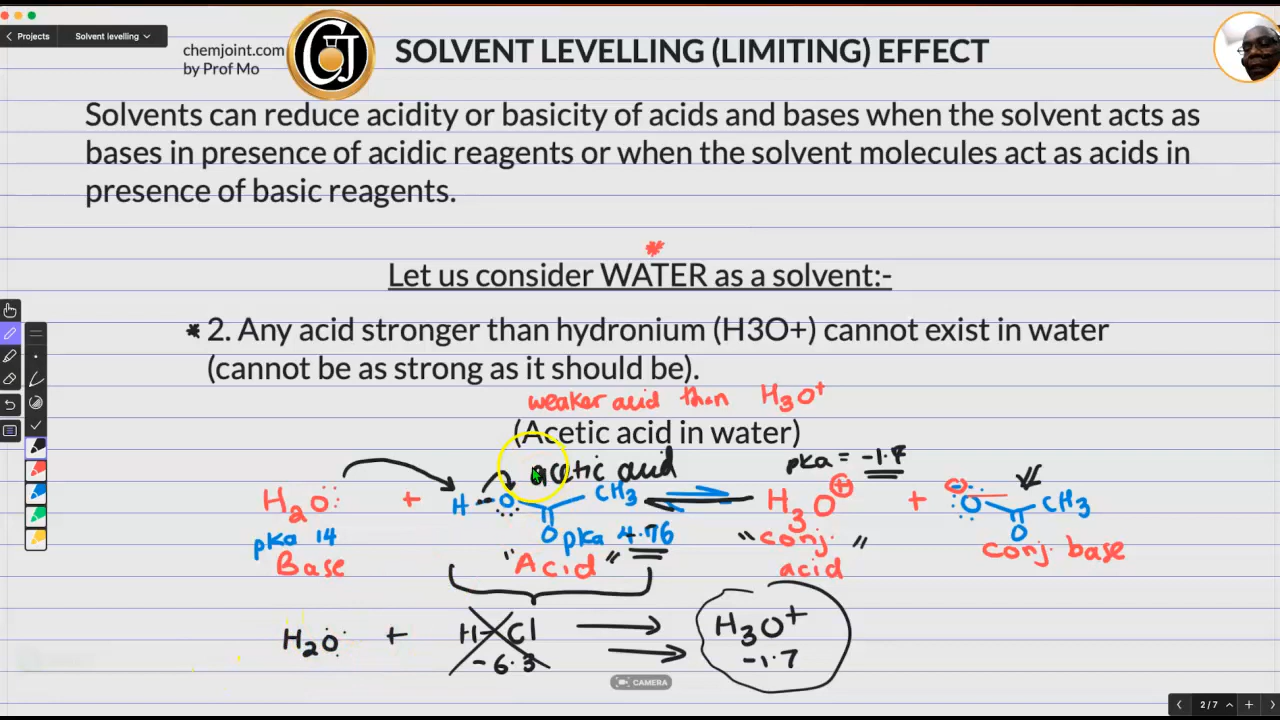 Projects
Solvent levelling
chemjoint.com
by Prof Mo
CJ
SOLVENT LEVELLING (LIMITING) EFFECT
Solvents can reduce acidity or basicity of acids and bases when the solvent acts as
bases in presence of acidic reagents or when the solvent molecules act as acids in
presence of basic reagents.
*
Let us consider WATER as a solvent:-
* 2. Any acid stronger than hydronium (H3O+) cannot exist in water
(cannot be as strong as it should be).
weaker acid than H3O+
(Acetic acid in water)
acetic acid pka = -1.7
H2O: + H-O CH3 ⇌ H3O+ + O CH3
O O
pka 14 pka 4.76
Base "Acid" "conj. acid" conj. base
H2O + H-Cl → H3O+
-6.3 → -1.7
CAMERA
2/7